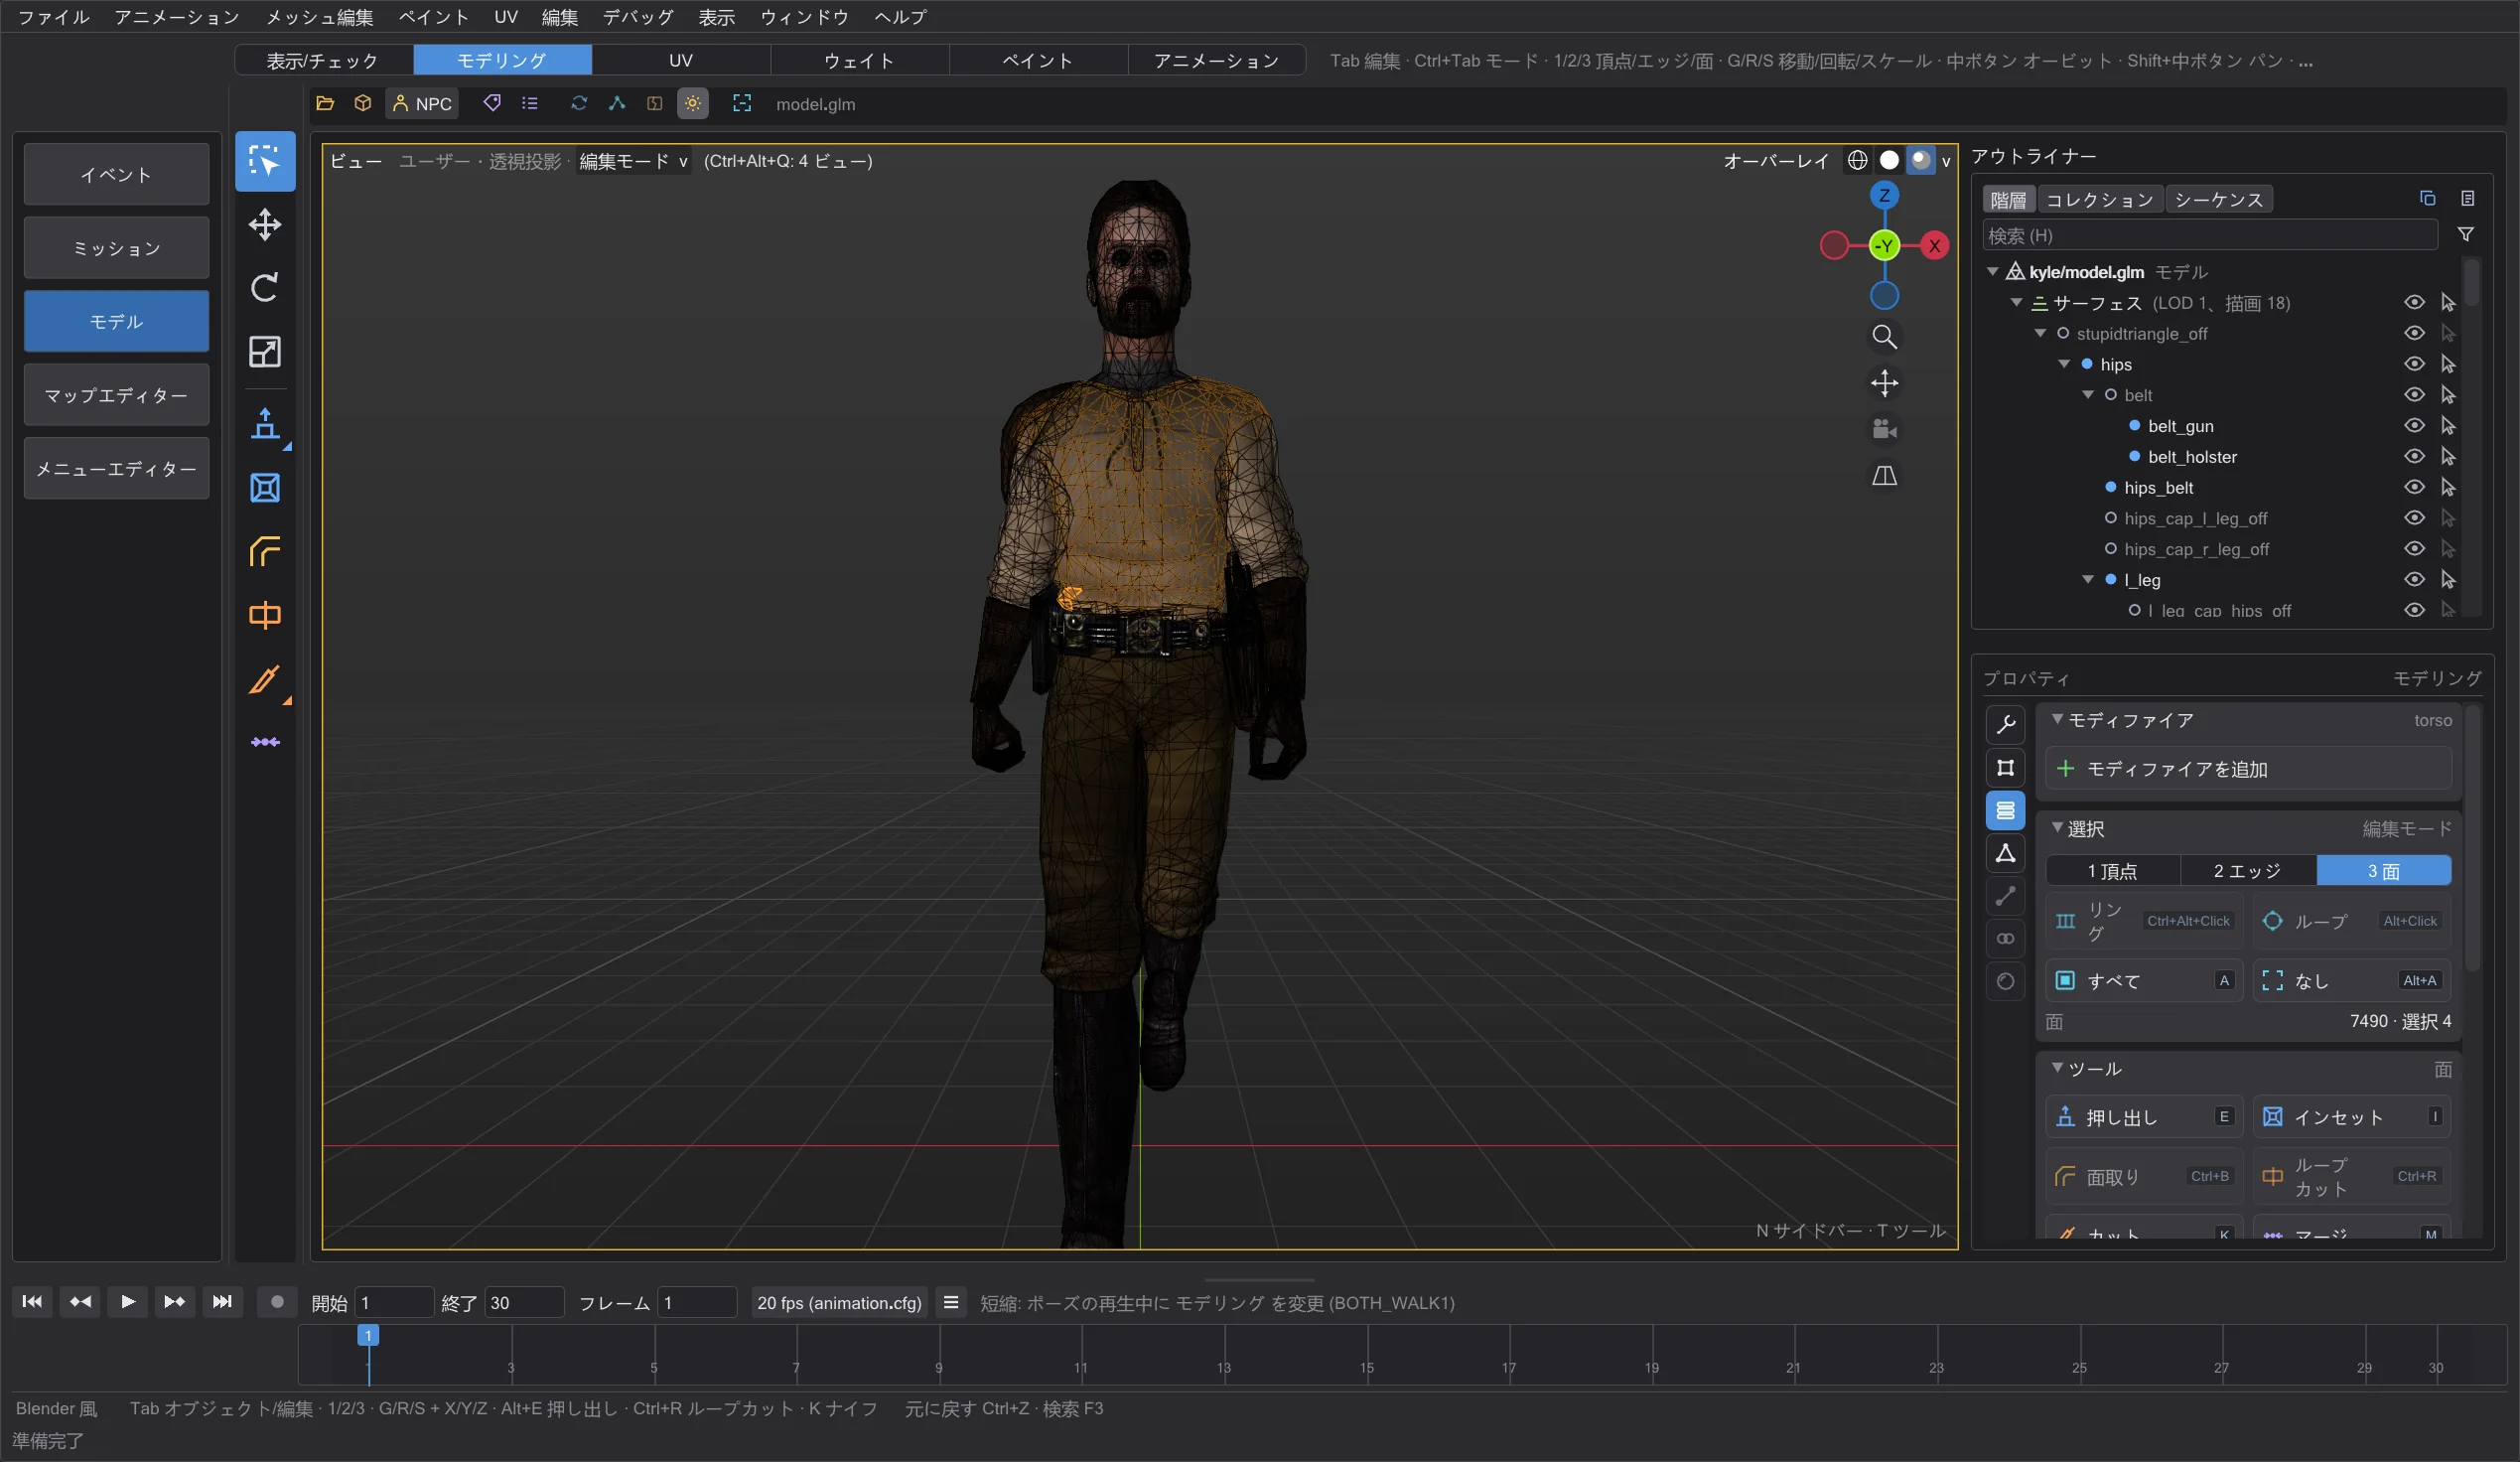 ファイル アニメーション メッシュ編集 ペイント UV 編集 デバッグ 表示 ウィンドウ ヘルプ
表示/チェック モデリング UV ウェイト ペイント アニメーション Tab 編集 · Ctrl+Tab モード · 1/2/3 頂点/エッジ/面 · G/R/S 移動/回転/スケール · 中ボタン オービット · Shift+中ボタン パン · ...
NPC model.glm
イベント
ミッション
モデル
マップエディター
メニューエディター
ビュー ユーザー · 透視投影 · 編集モード v (Ctrl+Alt+Q: 4 ビュー) オーバーレイ v
Z
-Y X
N サイドバー · T ツール
アウトライナー
階層 コレクション シーケンス
検索 (H)
kyle/model.glm モデル
サーフェス (LOD 1、描画 18)
stupidtriangle_off
hips
belt
belt_gun
belt_holster
hips_belt
hips_cap_l_leg_off
hips_cap_r_leg_off
l_leg
l_leg_cap_hips_off
プロパティ モデリング
モディファイア torso
モディファイアを追加
選択 編集モード
1 頂点 2 エッジ 3 面
リング Ctrl+Alt+Click ループ Alt+Click
すべて A なし Alt+A
面 7490 · 選択 4
ツール 面
押し出し E インセット I
面取り Ctrl+B ループカット Ctrl+R
カット K マージ M
開始 1 終了 30 フレーム 1 20 fps (animation.cfg) 短縮: ポーズの再生中に モデリング を変更 (BOTH_WALK1)
1
1 3 5 7 9 11 13 15 17 19 21 23 25 27 29 30
Blender 風 Tab オブジェクト/編集 · 1/2/3 · G/R/S + X/Y/Z · Alt+E 押し出し · Ctrl+R ループカット · K ナイフ 元に戻す Ctrl+Z · 検索 F3
準備完了